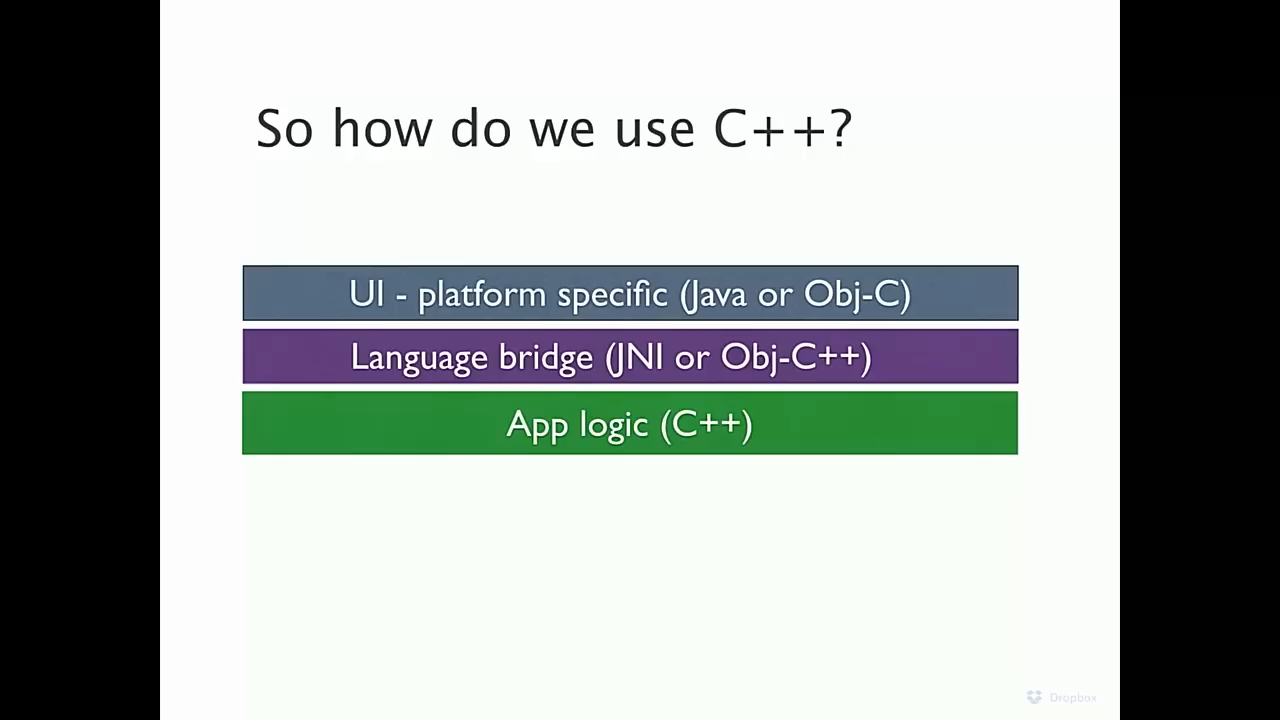 So how do we use C++?
UI - platform specific (Java or Obj-C)
Language bridge (JNI or Obj-C++)
App logic (C++)
Dropbox